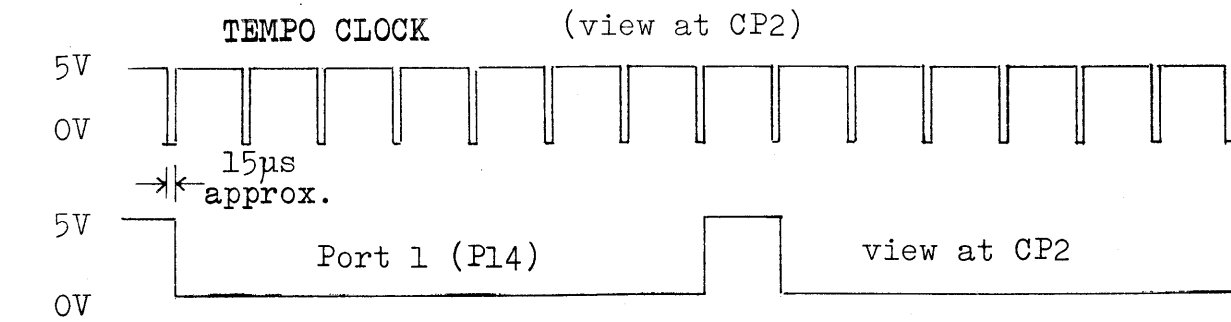 TEMPO CLOCK (view at CP2)
5V
0V
15µs
approx.
5V
Port 1 (P14) view at CP2
0V